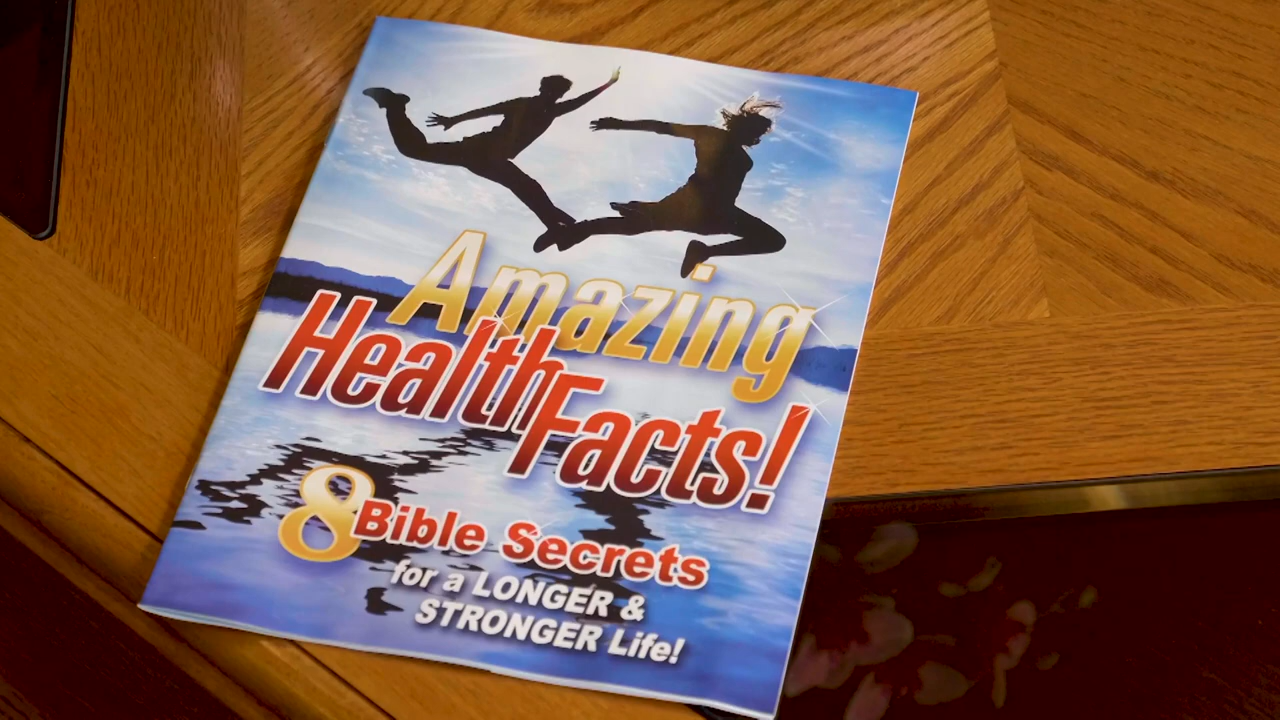 Amazing
Health Facts!
8 Bible Secrets
for a LONGER &
STRONGER Life!